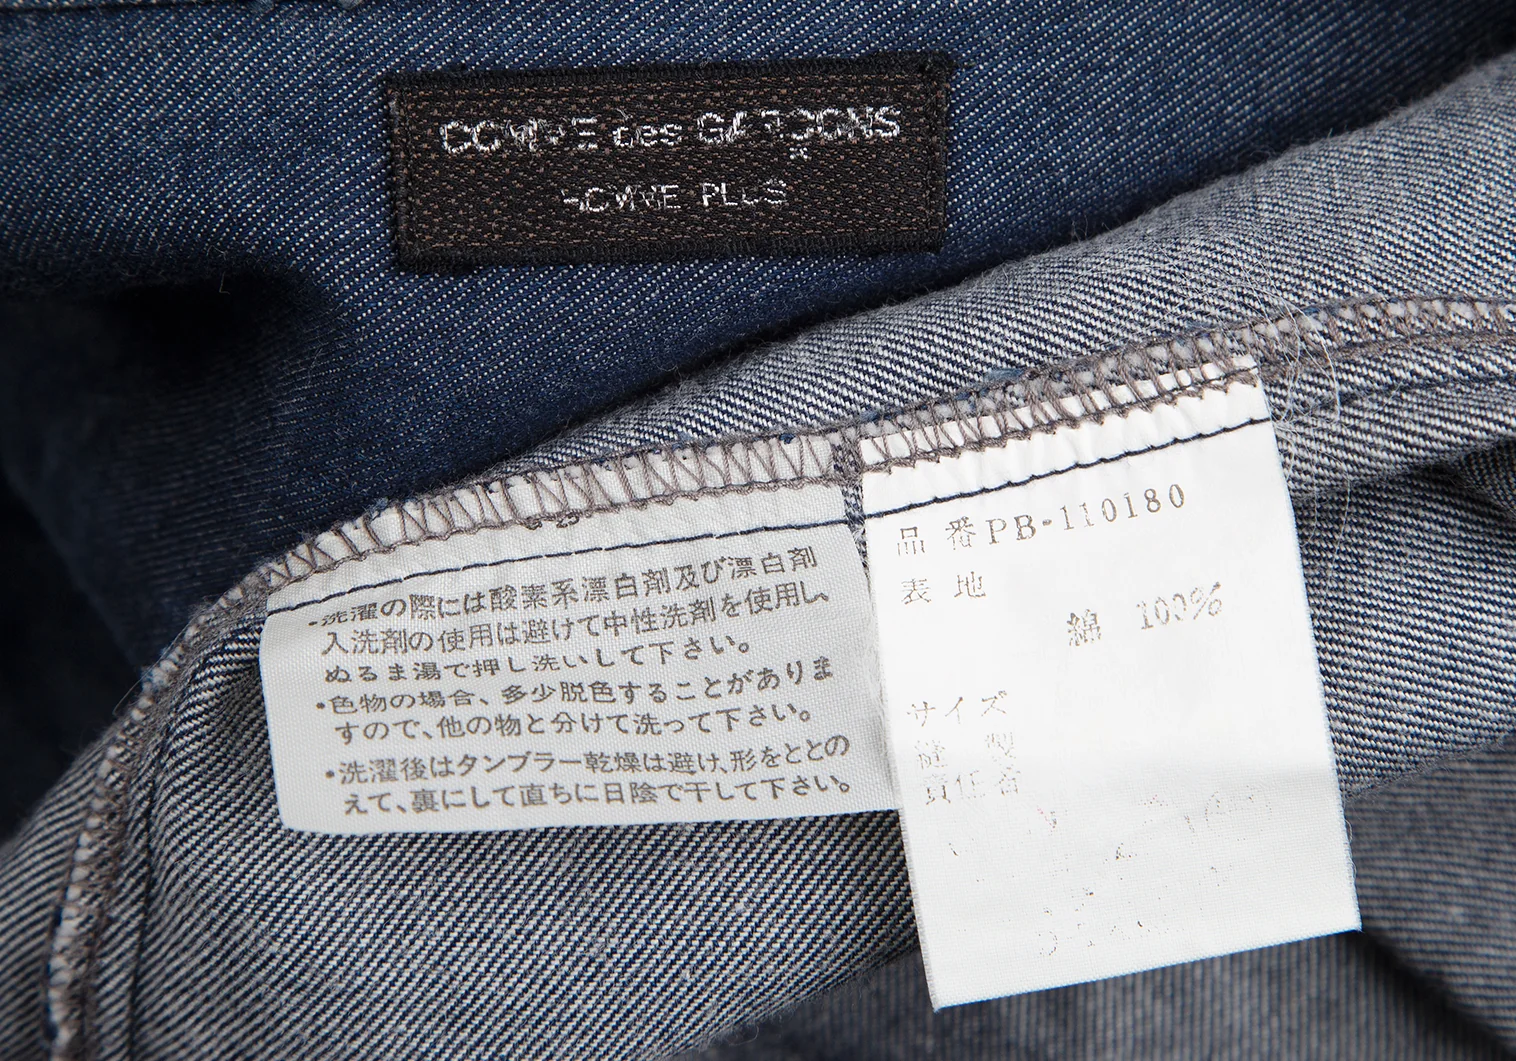 COMME des GARÇONS
HOMME PLUS
・洗濯の際には酸素系漂白剤及び漂白剤
入洗剤の使用は避けて中性洗剤を使用し、
ぬるま湯で押し洗いして下さい。
・色物の場合、多少脱色することがありま
すので、他の物と分けて洗って下さい。
・洗濯後はタンブラー乾燥は避け、形をととの
えて、裏にして直ちに日陰で干して下さい。
品番 PB-110180
表地
綿 100%
サイズ
縫製
責任者